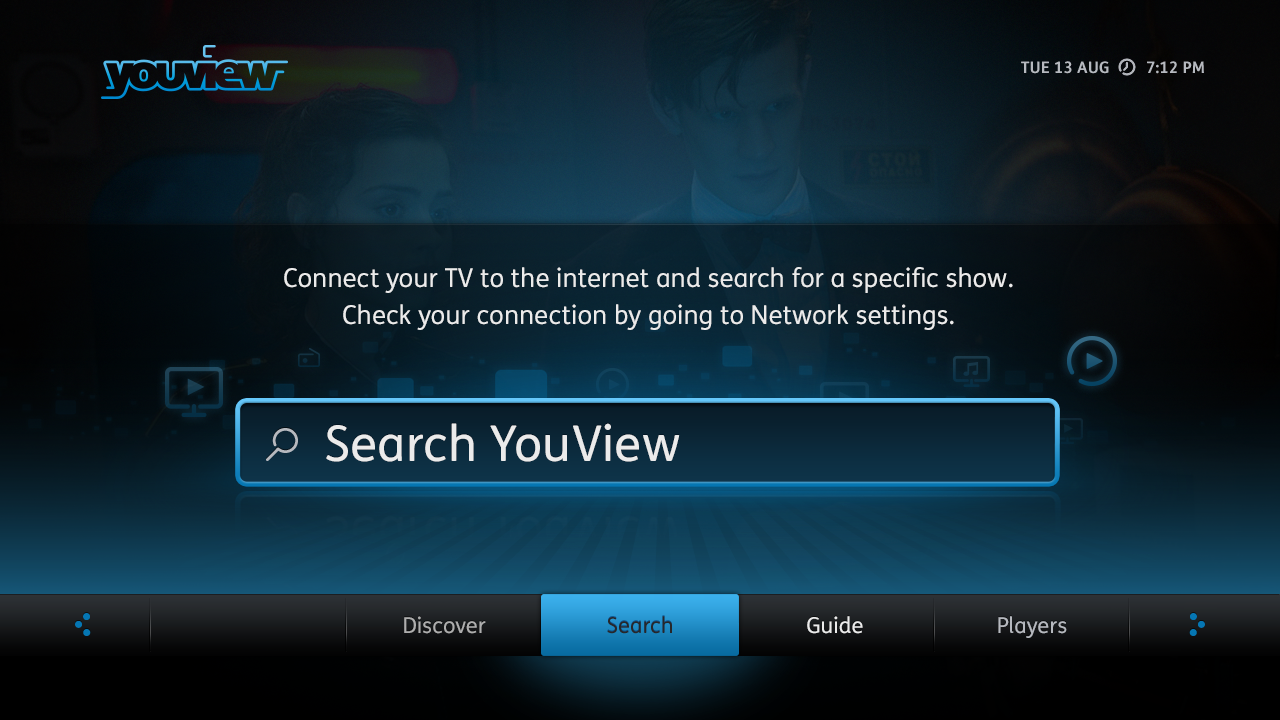 youview
TUE 13 AUG 7:12 PM
Connect your TV to the internet and search for a specific show.
Check your connection by going to Network settings.
Search YouView
Discover
Search
Guide
Players